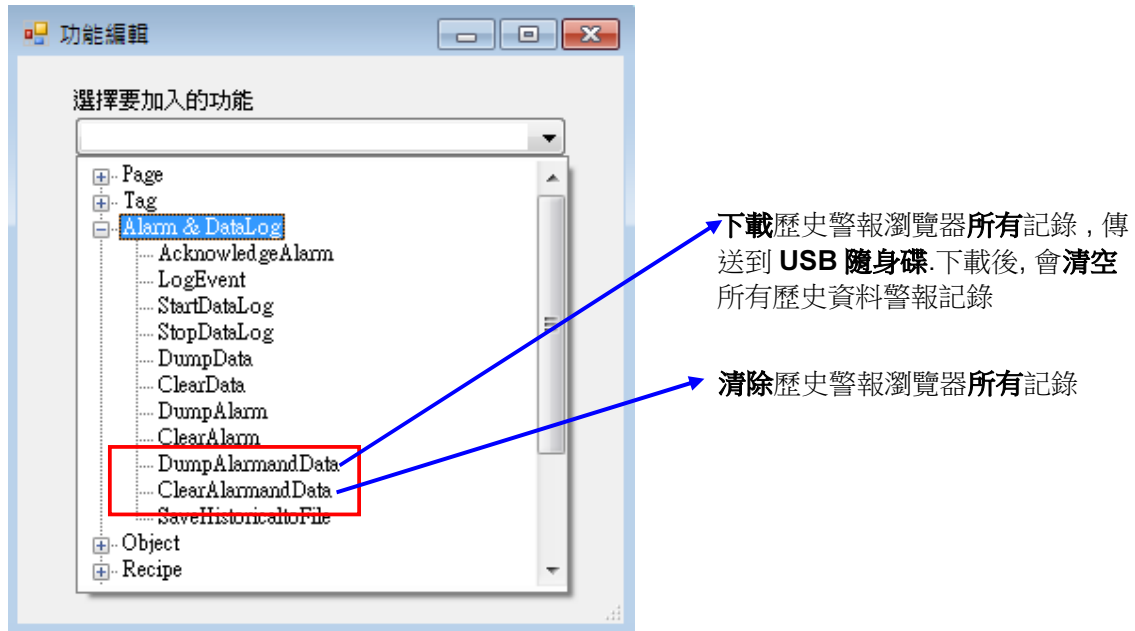 功能編輯
選擇要加入的功能
Page
Tag
Alarm & DataLog
AcknowledgeAlarm
LogEvent
StartDataLog
StopDataLog
DumpData
ClearData
DumpAlarm
ClearAlarm
DumpAlarmandData
ClearAlarmandData
SaveHistoricaltoFile
Object
Recipe
下載歷史警報瀏覽器所有記錄 , 傳
送到 USB 隨身碟.下載後, 會清空
所有歷史資料警報記錄
清除歷史警報瀏覽器所有記錄